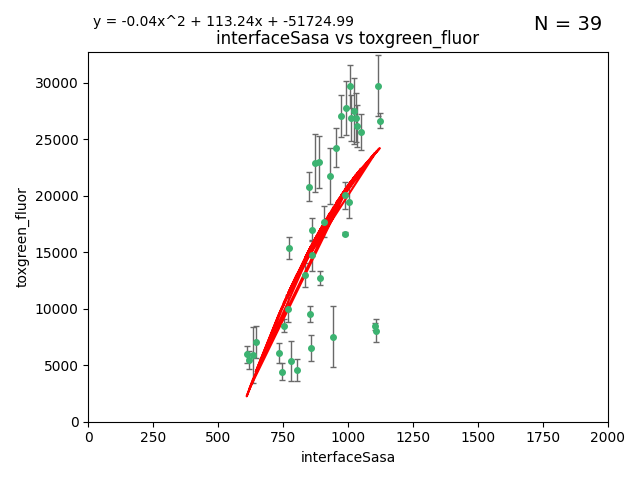 y = -0.04x^2 + 113.24x + -51724.99
N = 39
interfaceSasa vs toxgreen_fluor
30000
25000
20000
15000
10000
5000
0
toxgreen_fluor
0 250 500 750 1000 1250 1500 1750 2000
interfaceSasa